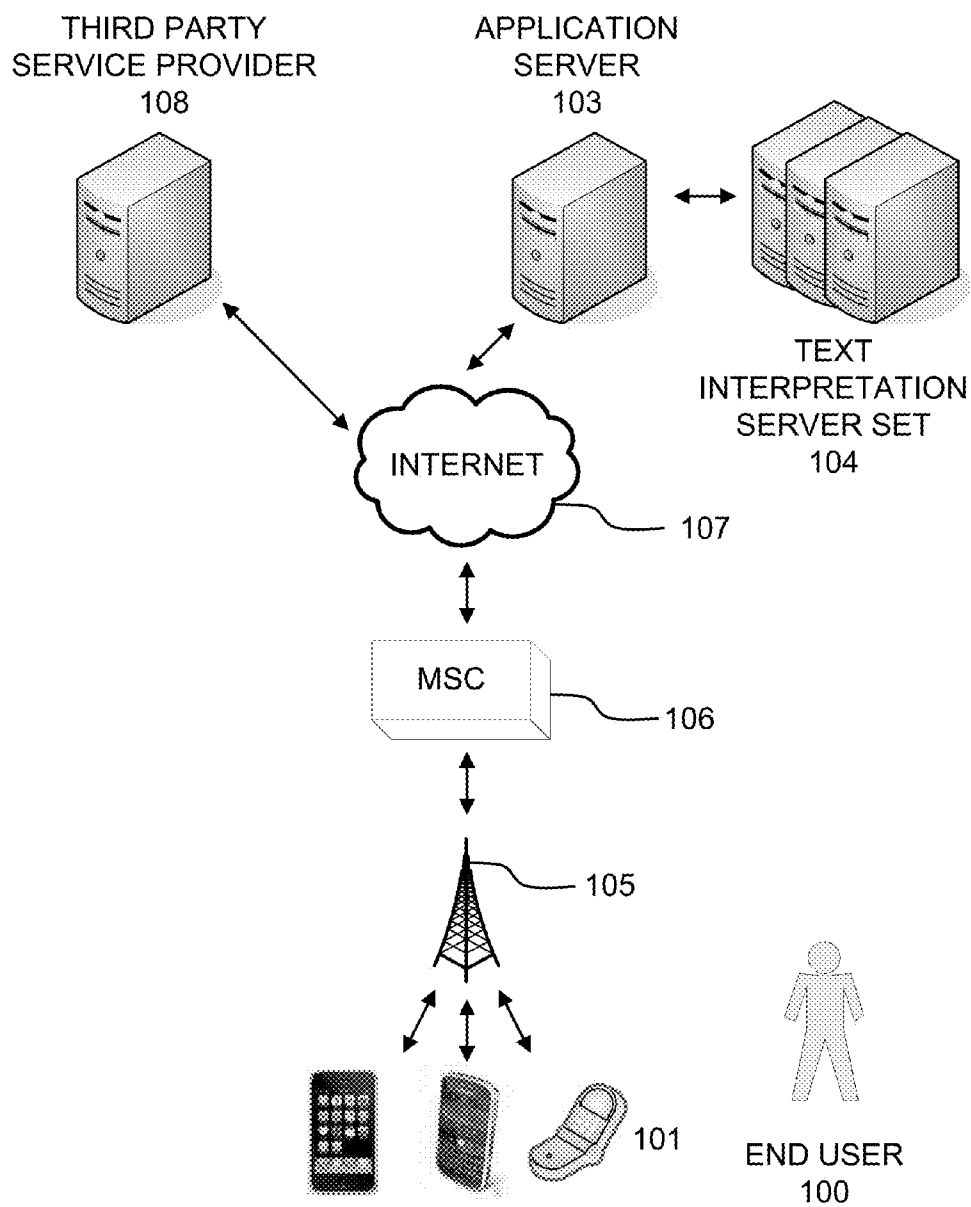 THIRD PARTY
SERVICE PROVIDER
108
APPLICATION
SERVER
103
TEXT
INTERPRETATION
SERVER SET
104
INTERNET
107
MSC
106
105
101
END USER
100